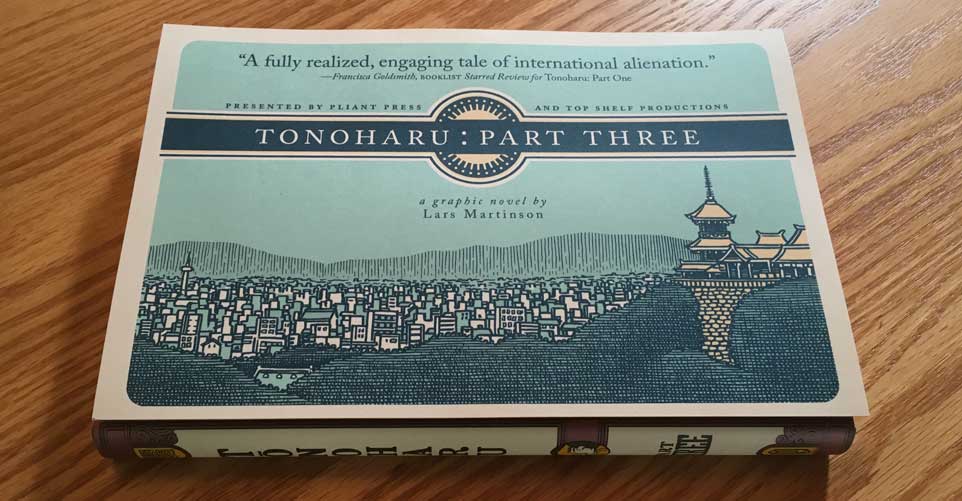 “A fully realized, engaging tale of international alienation.”
—Francisca Goldsmith, BOOKLIST Starred Review for Tonoharu: Part One
PRESENTED BY PLIANT PRESS AND TOP SHELF PRODUCTIONS
TONOHARU: PART THREE
a graphic novel by
Lars Martinson
TONOHARU